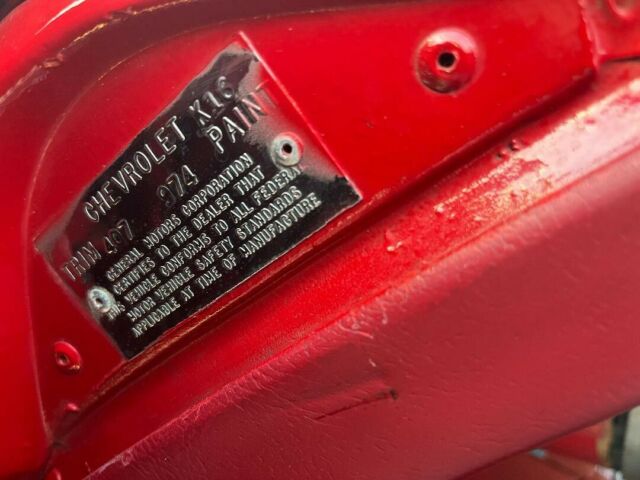 CHEVROLET X16
TRIM 407 974 PAINT
GENERAL MOTORS CORPORATION
CERTIFIES TO THE DEALER THAT
THIS VEHICLE CONFORMS TO ALL FEDERAL
MOTOR VEHICLE SAFETY STANDARDS
APPLICABLE AT TIME OF MANUFACTURE